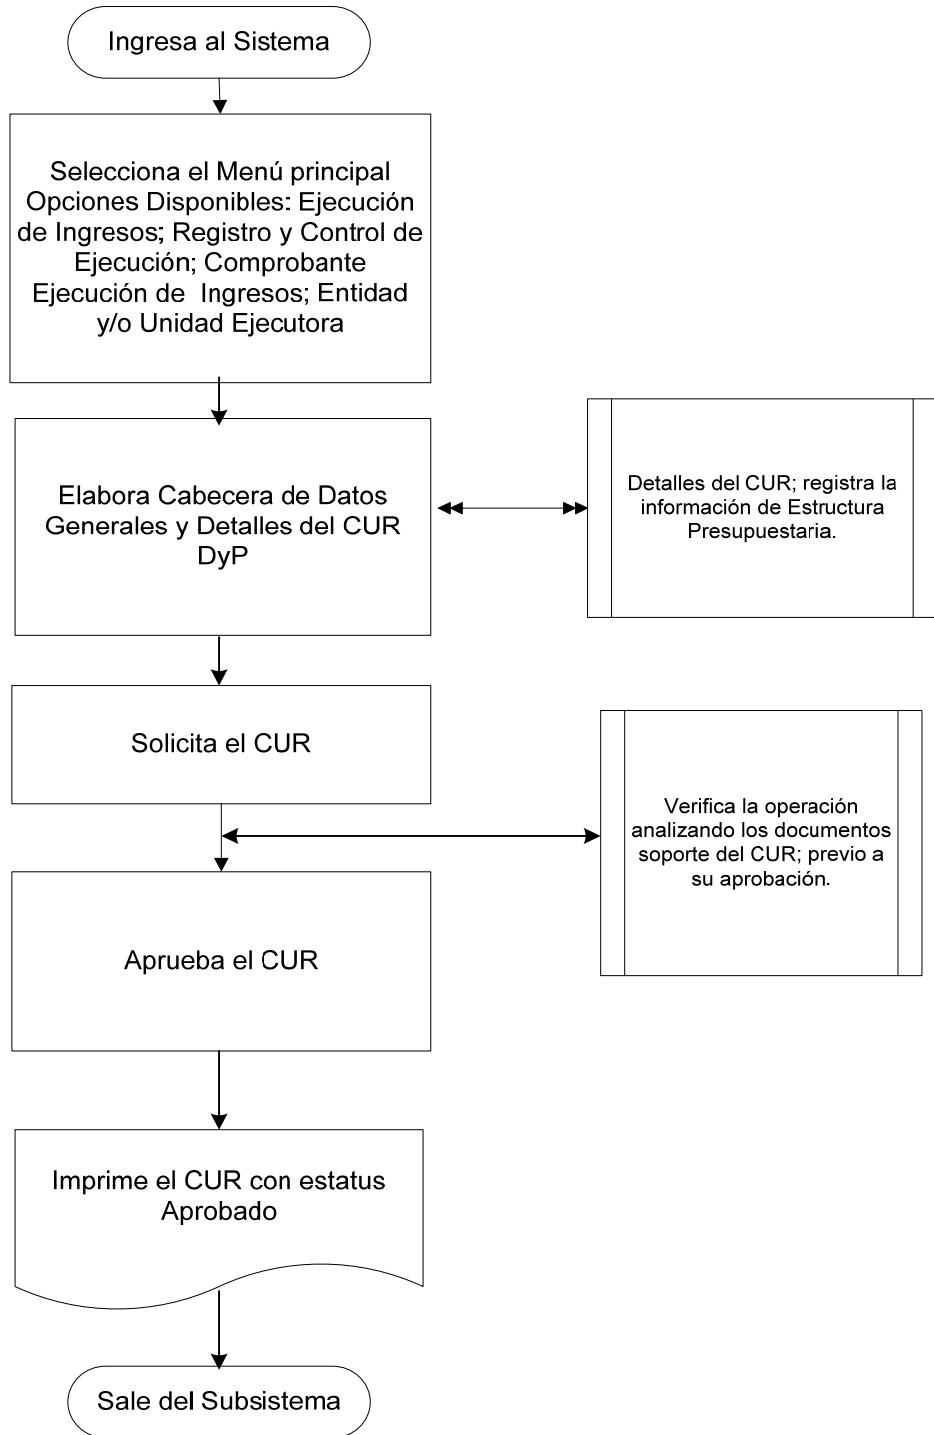 Ingresa al Sistema
Selecciona el Menú principal
Opciones Disponibles: Ejecución
de Ingresos; Registro y Control de
Ejecución; Comprobante
Ejecución de Ingresos; Entidad
y/o Unidad Ejecutora
Elabora Cabecera de Datos
Generales y Detalles del CUR
DyP
Detalles del CUR; registra la
información de Estructura
Presupuestaria.
Solicita el CUR
Verifica la operación
analizando los documentos
soporte del CUR; previo a
su aprobación.
Aprueba el CUR
Imprime el CUR con estatus
Aprobado
Sale del Subsistema